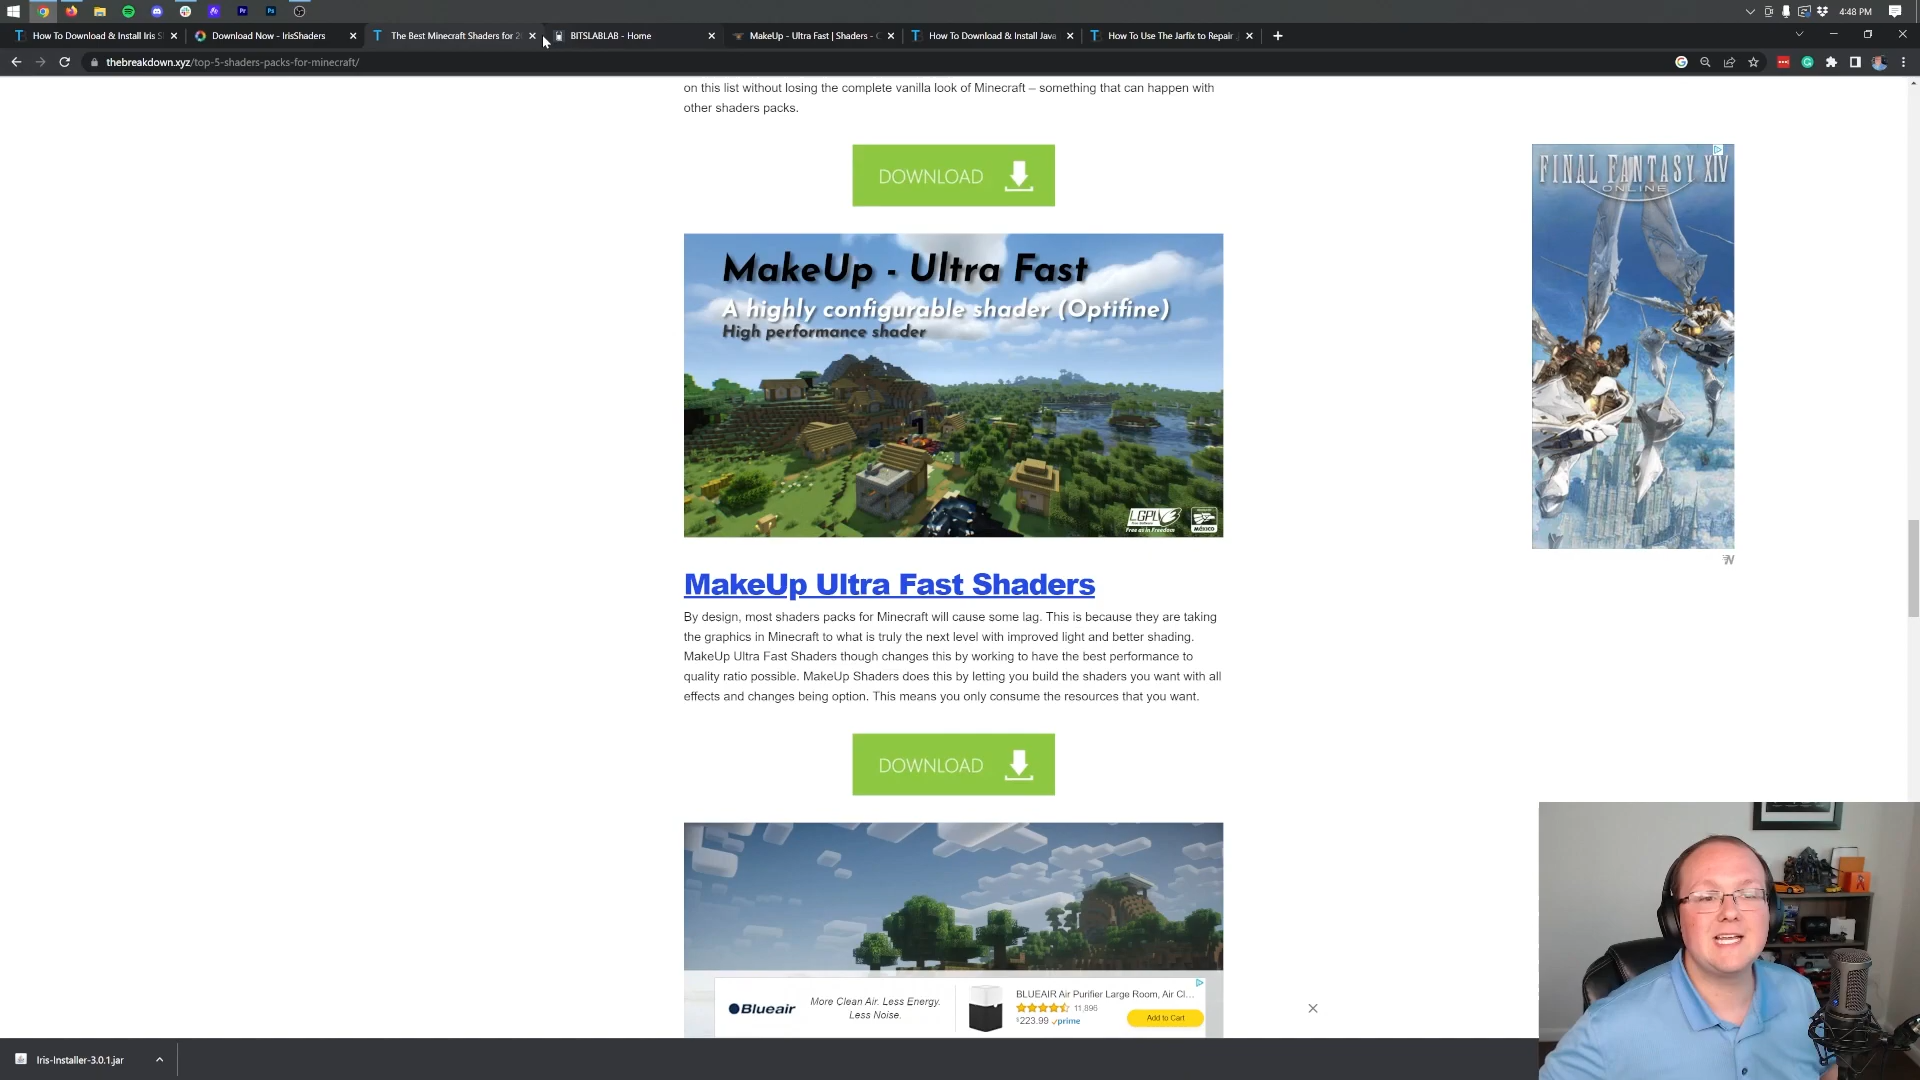 4:48 PM
How To Download & Install Iris S
Download Now - IrisShaders
The Best Minecraft Shaders for 2
BITSLABLAB - Home
MakeUp - Ultra Fast | Shaders - C
How To Download & Install Java
How To Use The Jarfix to Repair
thebreakdown.xyz/top-5-shaders-packs-for-minecraft/
on this list without losing the complete vanilla look of Minecraft – something that can happen with
other shaders packs.
DOWNLOAD
FINAL FANTASY XIV
ONLINE
MakeUp - Ultra Fast
A highly configurable shader (Optifine)
High performance shader
LGPL
Free as in Freedom
MÉXICO
MakeUp Ultra Fast Shaders
By design, most shaders packs for Minecraft will cause some lag. This is because they are taking
the graphics in Minecraft to what is truly the next level with improved light and better shading.
MakeUp Ultra Fast Shaders though changes this by working to have the best performance to
quality ratio possible. MakeUp Shaders does this by letting you build the shaders you want with all
effects and changes being option. This means you only consume the resources that you want.
DOWNLOAD
Blueair
More Clean Air. Less Energy.
Less Noise.
BLUEAIR Air Purifier Large Room, Air Cl...
11,896
$223.99 prime
Add to Cart
Iris-Installer-3.0.1.jar